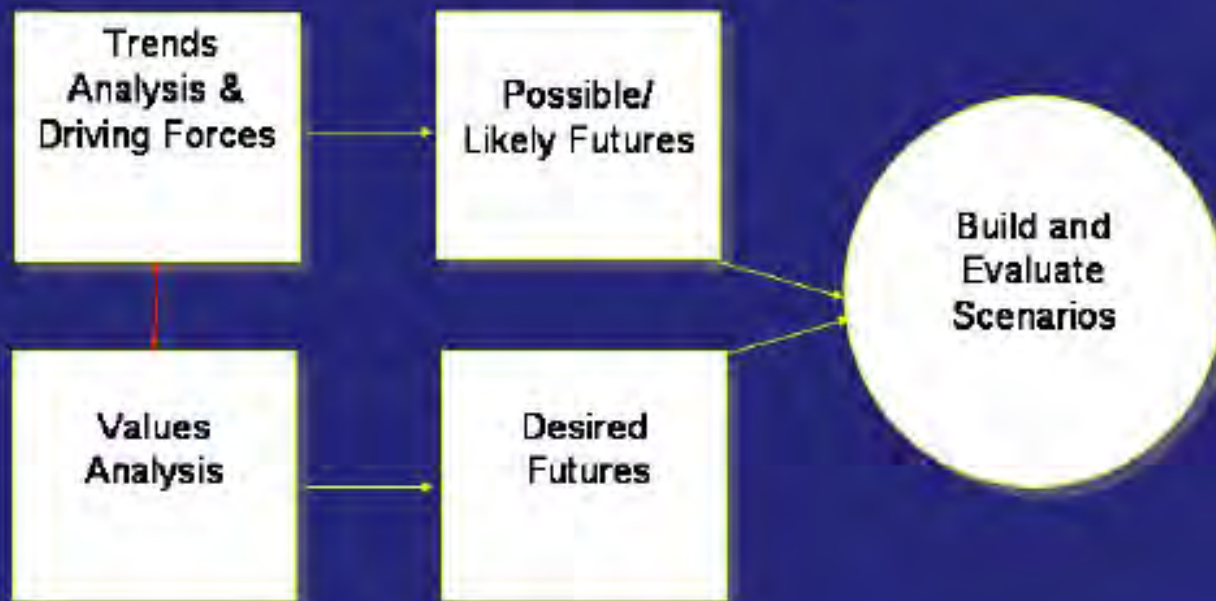 Trends
Analysis &
Driving Forces
Possible/
Likely Futures
Build and
Evaluate
Scenarios
Values
Analysis
Desired
Futures